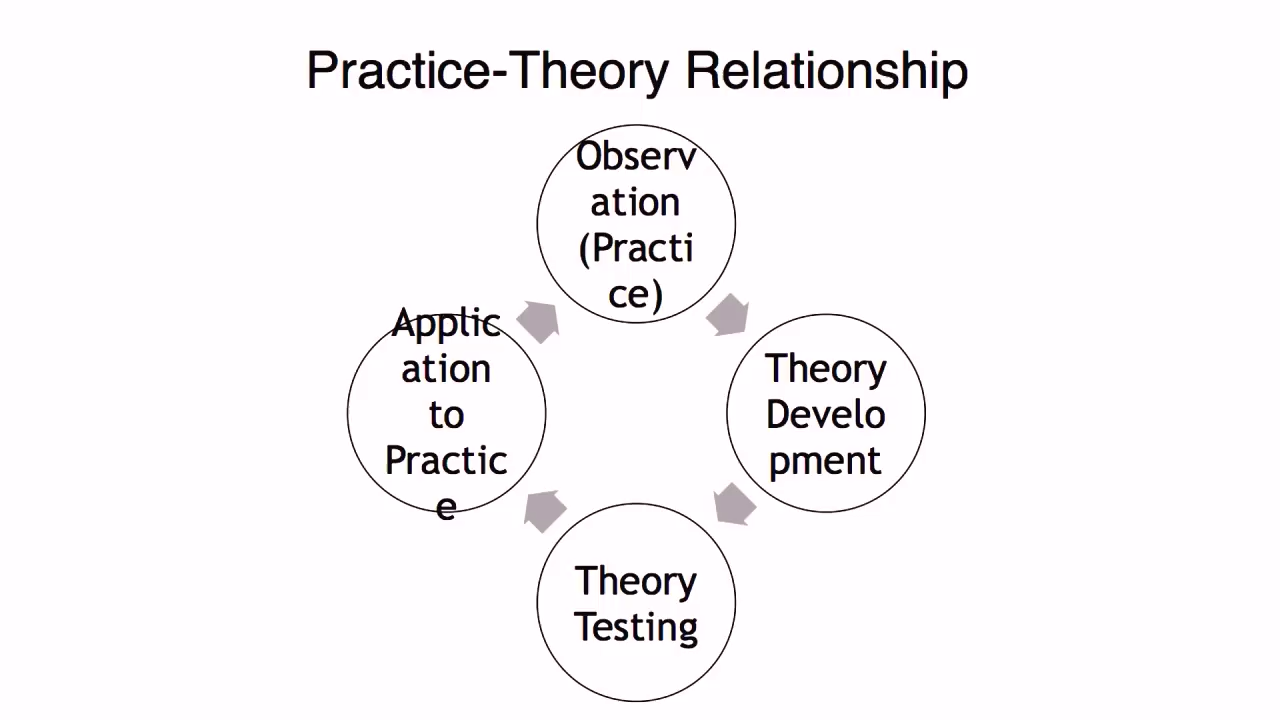 Practice-Theory Relationship
Observ
ation
(Practi
ce)
Theory
Develo
pment
Theory
Testing
Applic
ation
to
Practic
e